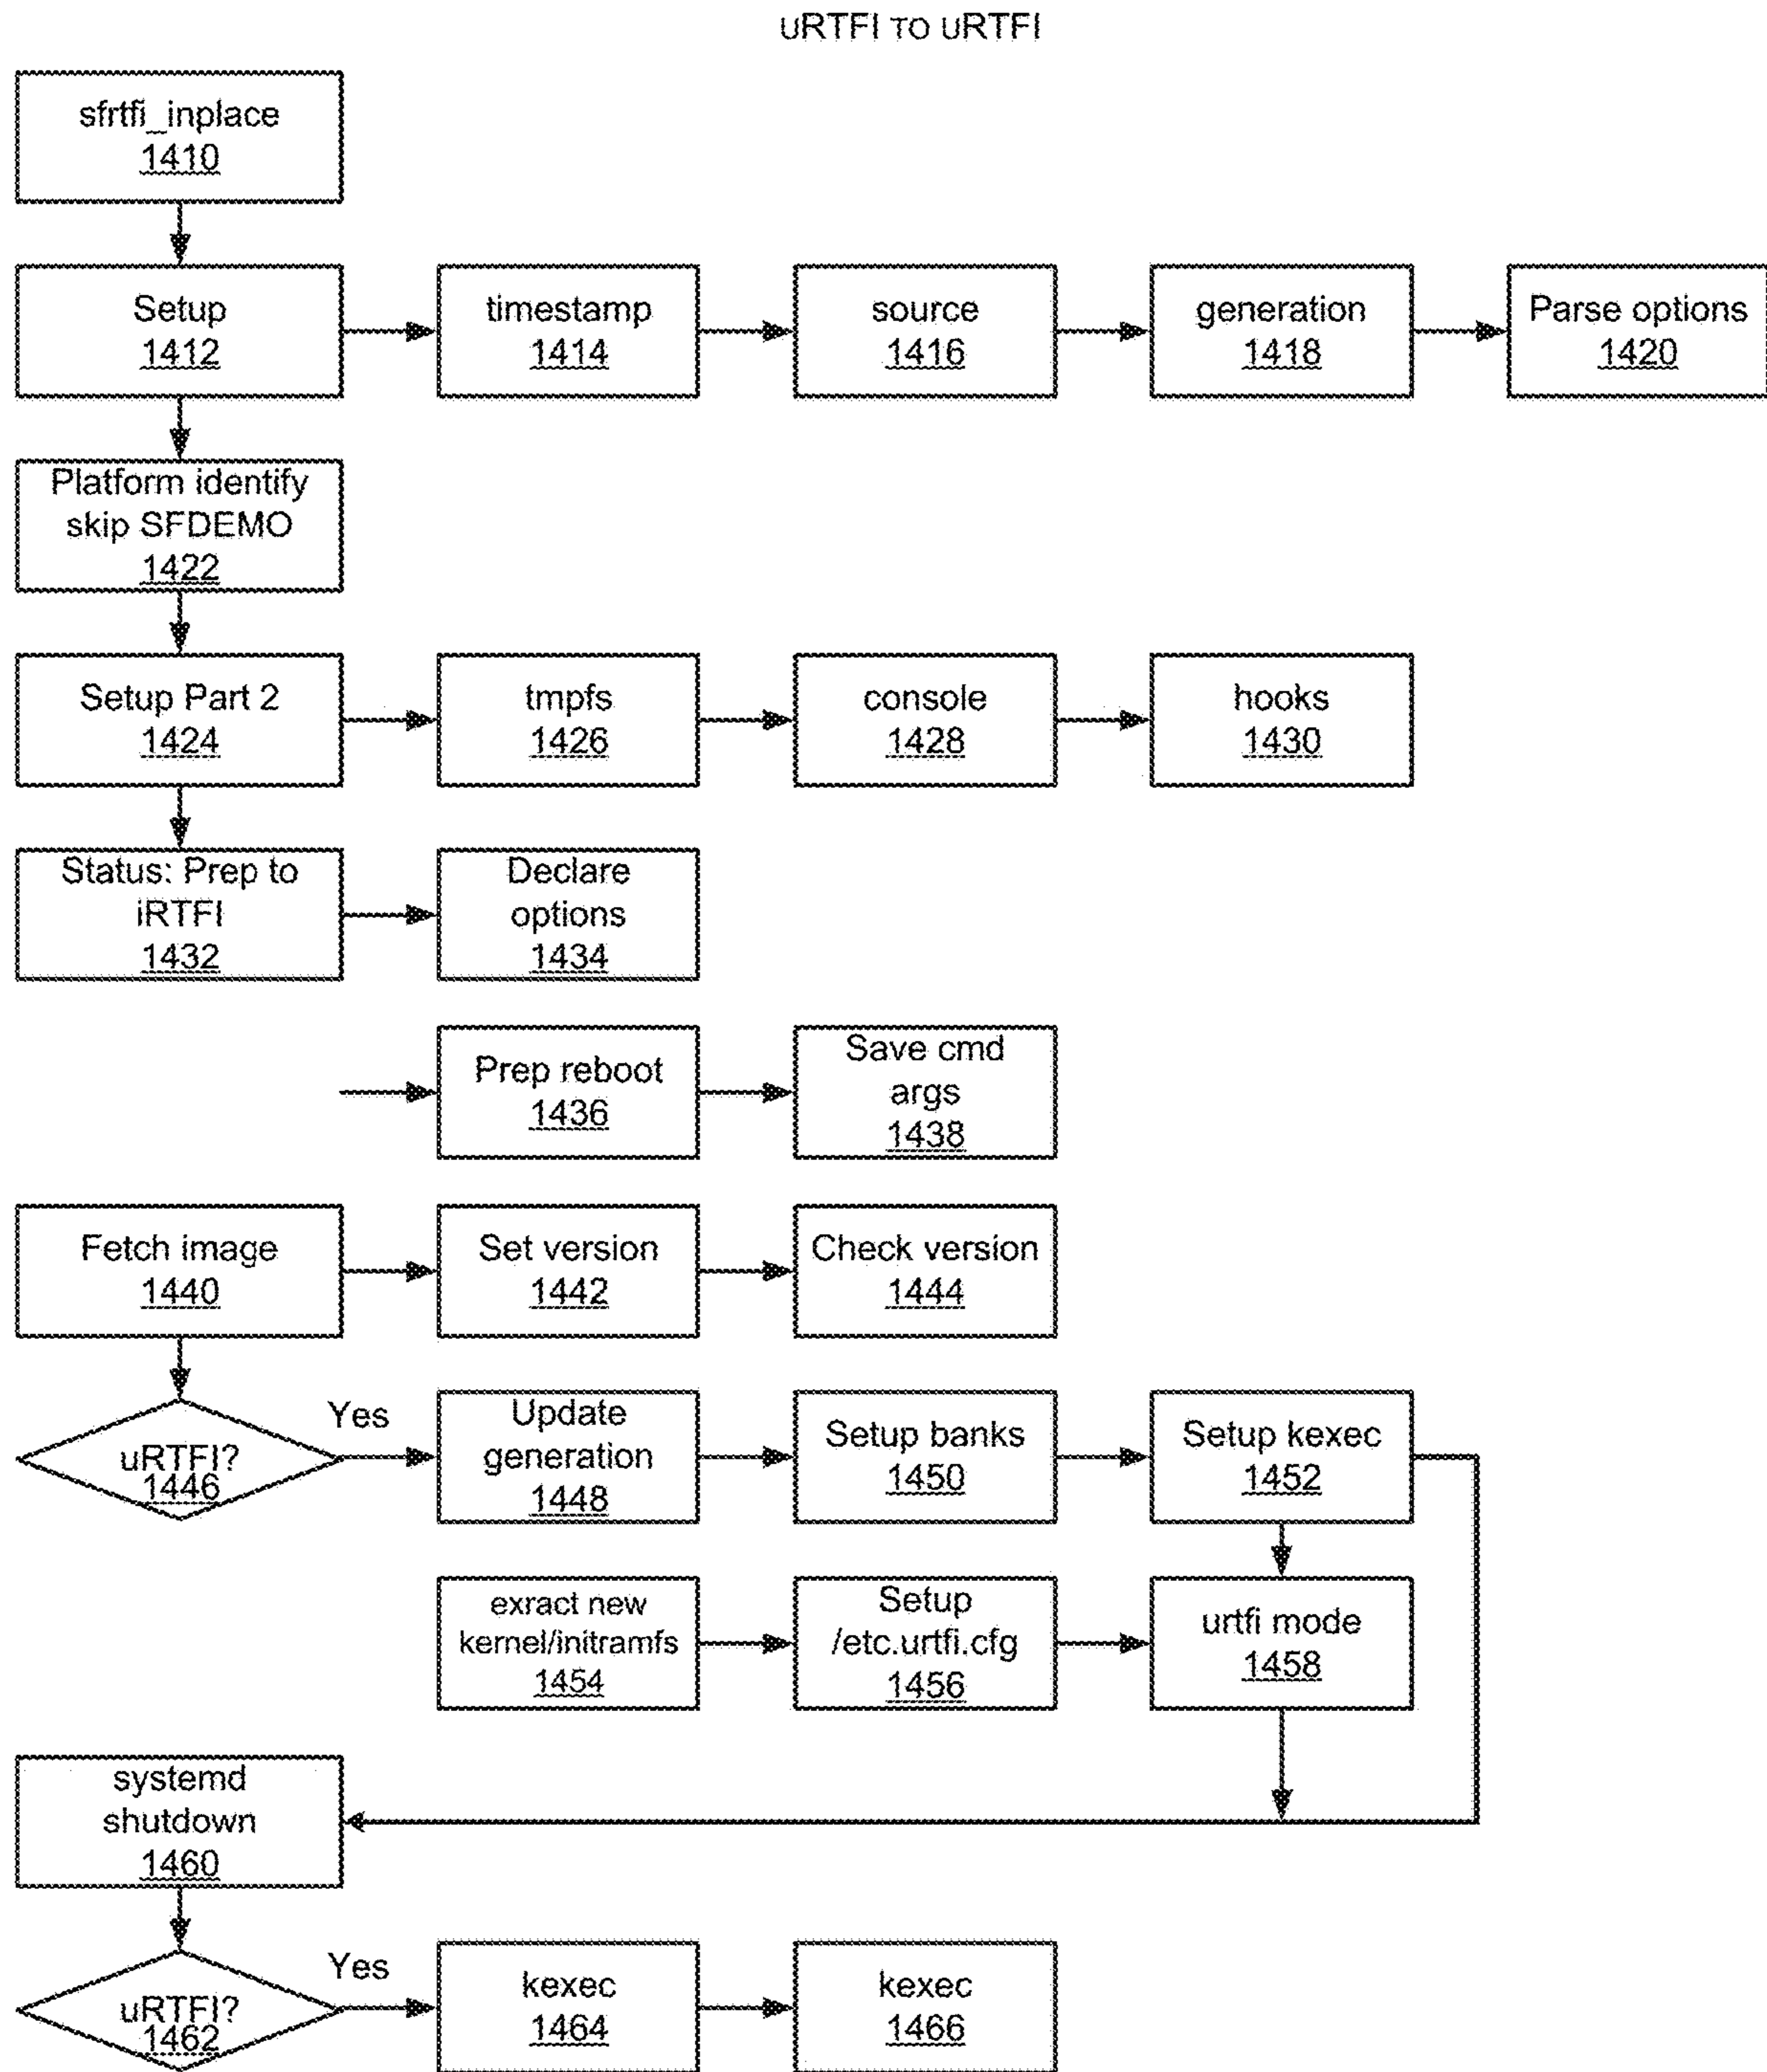 uRTFI TO uRTFI
sfrtfi_inplace
1410
Setup
1412
timestamp
1414
source
1416
generation
1418
Parse options
1420
Platform identify
skip SFDEMO
1422
Setup Part 2
1424
tmpfs
1426
console
1428
hooks
1430
Status: Prep to
iRTFI
1432
Declare
options
1434
Prep reboot
1436
Save cmd
args
1438
Fetch image
1440
Set version
1442
Check version
1444
uRTFI?
1446
Yes
Update
generation
1448
Setup banks
1450
Setup kexec
1452
exract new
kernel/initramfs
1454
Setup
/etc.urtfi.cfg
1456
urtfi mode
1458
systemd
shutdown
1460
uRTFI?
1462
Yes
kexec
1464
kexec
1466